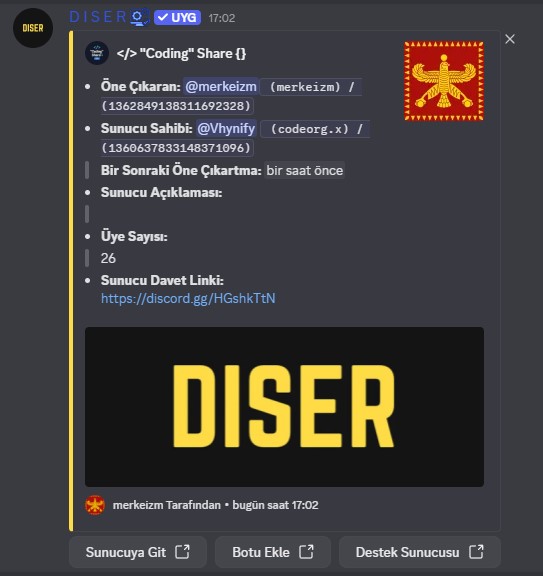 DISER
DISER UYG 17:02
</> "Coding" Share {}
• Öne Çıkaran: @merkeizm (merkeizm) /
(1362849138311692328)
• Sunucu Sahibi: @Vhynify (codeorg.x) /
(1360637833148371096)
Bir Sonraki Öne Çıkartma: bir saat önce
• Sunucu Açıklaması:
• Üye Sayısı:
26
• Sunucu Davet Linki:
https://discord.gg/HGshkTtN
DISER
merkeizm Tarafından • bugün saat 17:02
Sunucuya Git
Botu Ekle
Destek Sunucusu